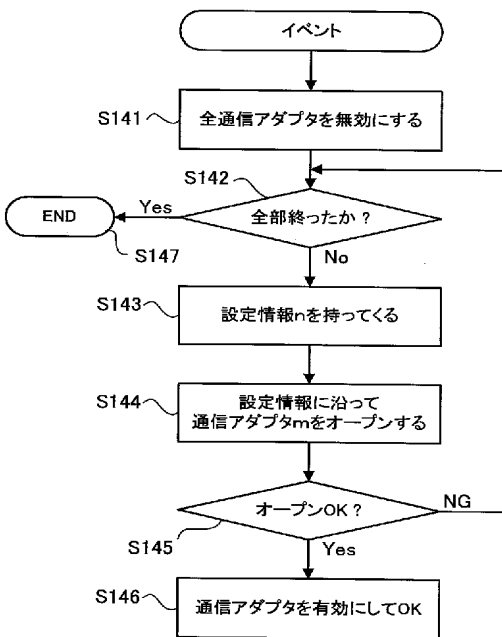 イベント
S141
全通信アダプタを無効にする
S142
全部終ったか？
Yes
END
S147
No
S143
設定情報nを持ってくる
S144
設定情報に沿って
通信アダプタmをオープンする
オープンOK？
NG
S145
Yes
S146
通信アダプタを有効にしてOK